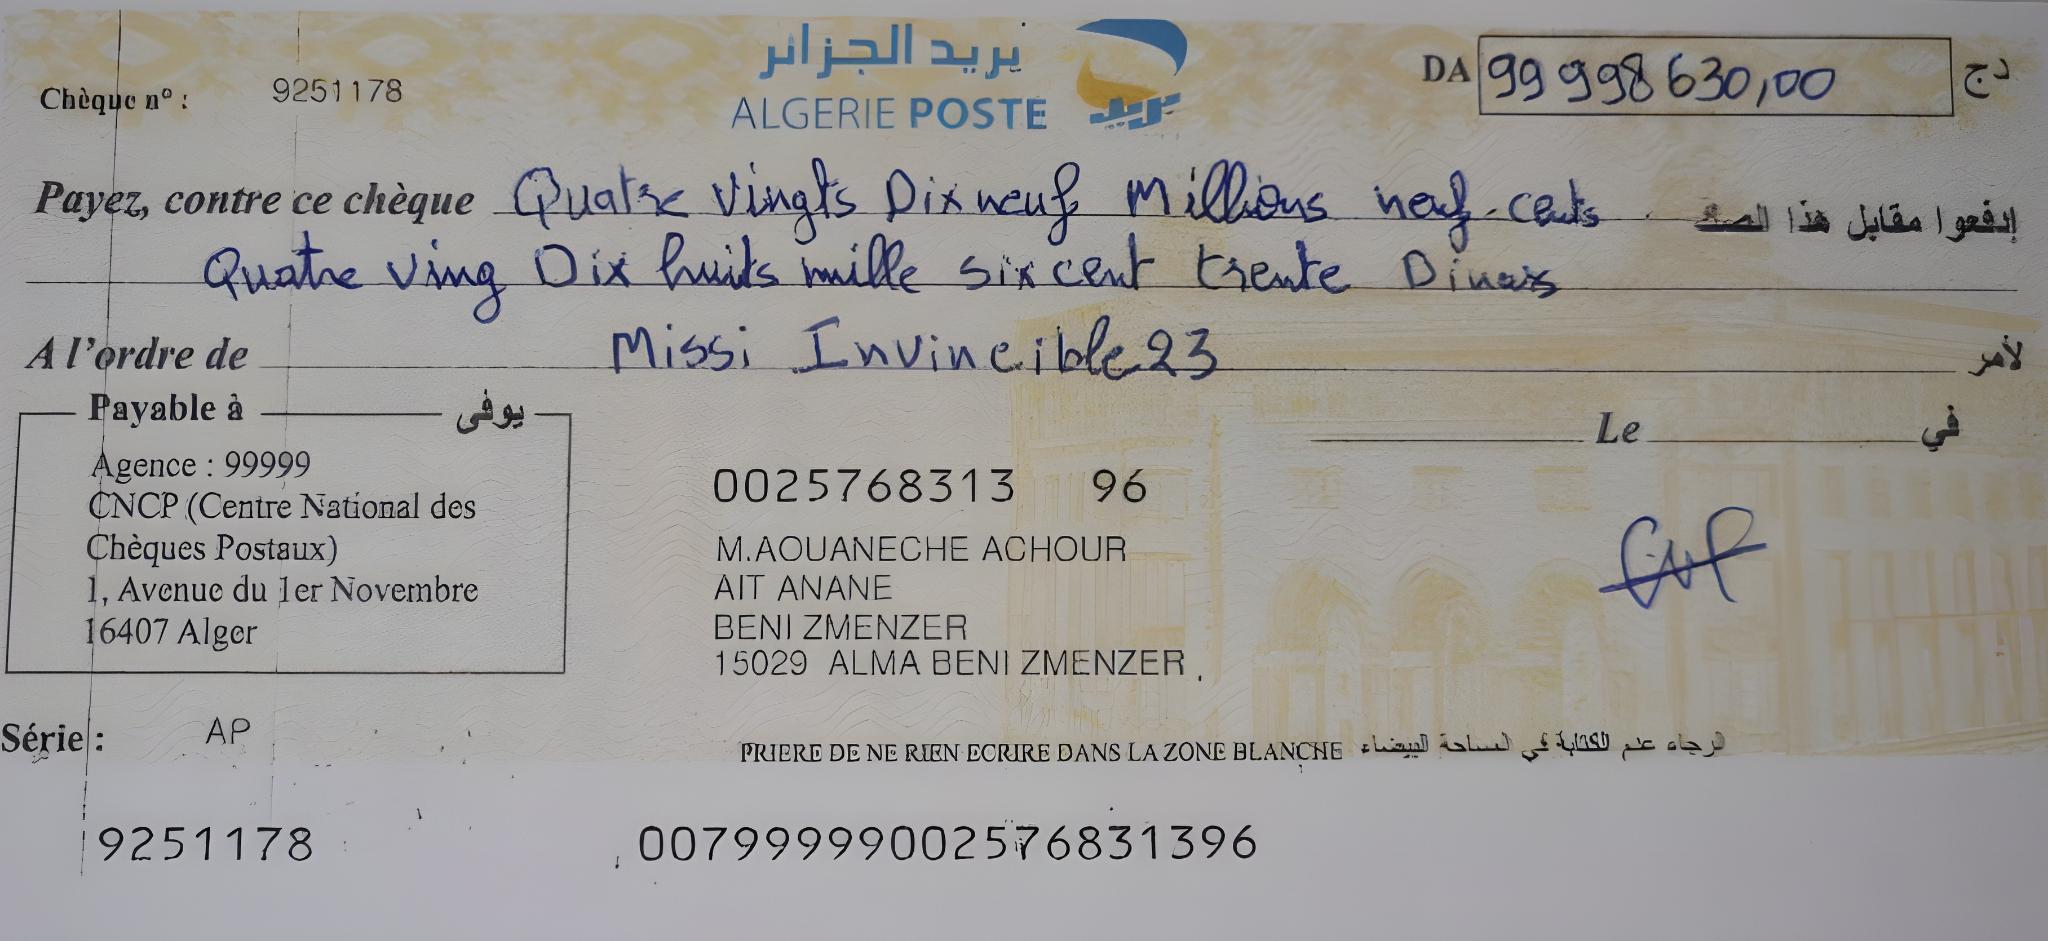 بريد الجزائر
ALGERIE POSTE
بريد
Chèque n° : 9251178
DA 99 998 630,00 دج
Payez, contre ce chèque Quatre vingts Dix neuf Millions neuf cents إدفعوا مقابل هذا الصك
Quatre ving Dix huits mille six cent trente Dinars
A l'ordre de Missi Invincible23 لأمر
Payable à يوفى
Agence : 99999
CNCP (Centre National des
Chèques Postaux)
1, Avenue du 1er Novembre
16407 Alger
Le في
0025768313 96
M.AOUANECHE ACHOUR
AIT ANANE
BENI ZMENZER
15029 ALMA BENI ZMENZER
Série : AP
PRIERE DE NE RIEN ECRIRE DANS LA ZONE BLANCHE الرجاء عدم الكتابة في المساحة البيضاء
9251178 00799999002576831396